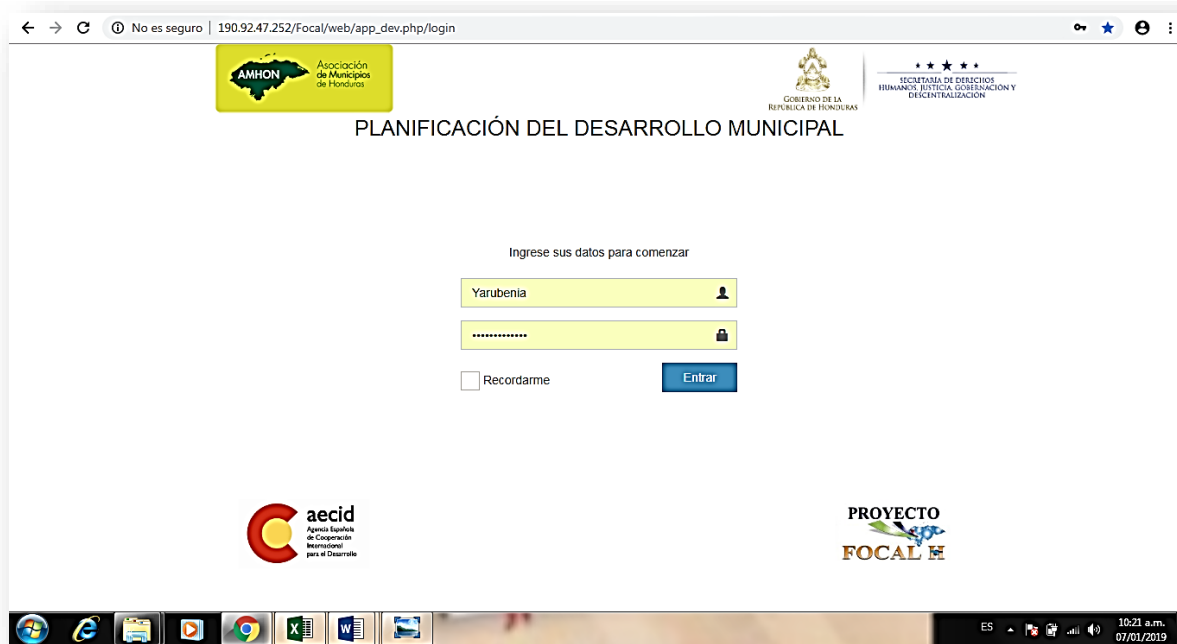 No es seguro | 190.92.47.252/Focal/web/app_dev.php/login
AMHON
Asociación
de Municipios
de Honduras
GOBIERNO DE LA
REPÚBLICA DE HONDURAS
SECRETARÍA DE DERECHOS
HUMANOS, JUSTICIA, GOBERNACIÓN Y
DESCENTRALIZACIÓN
PLANIFICACIÓN DEL DESARROLLO MUNICIPAL
Ingrese sus datos para comenzar
Yarubenia
•••••••••••••
Recordarme
Entrar
aecid
Agencia Española
de Cooperación
Internacional
para el Desarrollo
PROYECTO
FOCAL II
ES
10:21 a.m.
07/01/2019